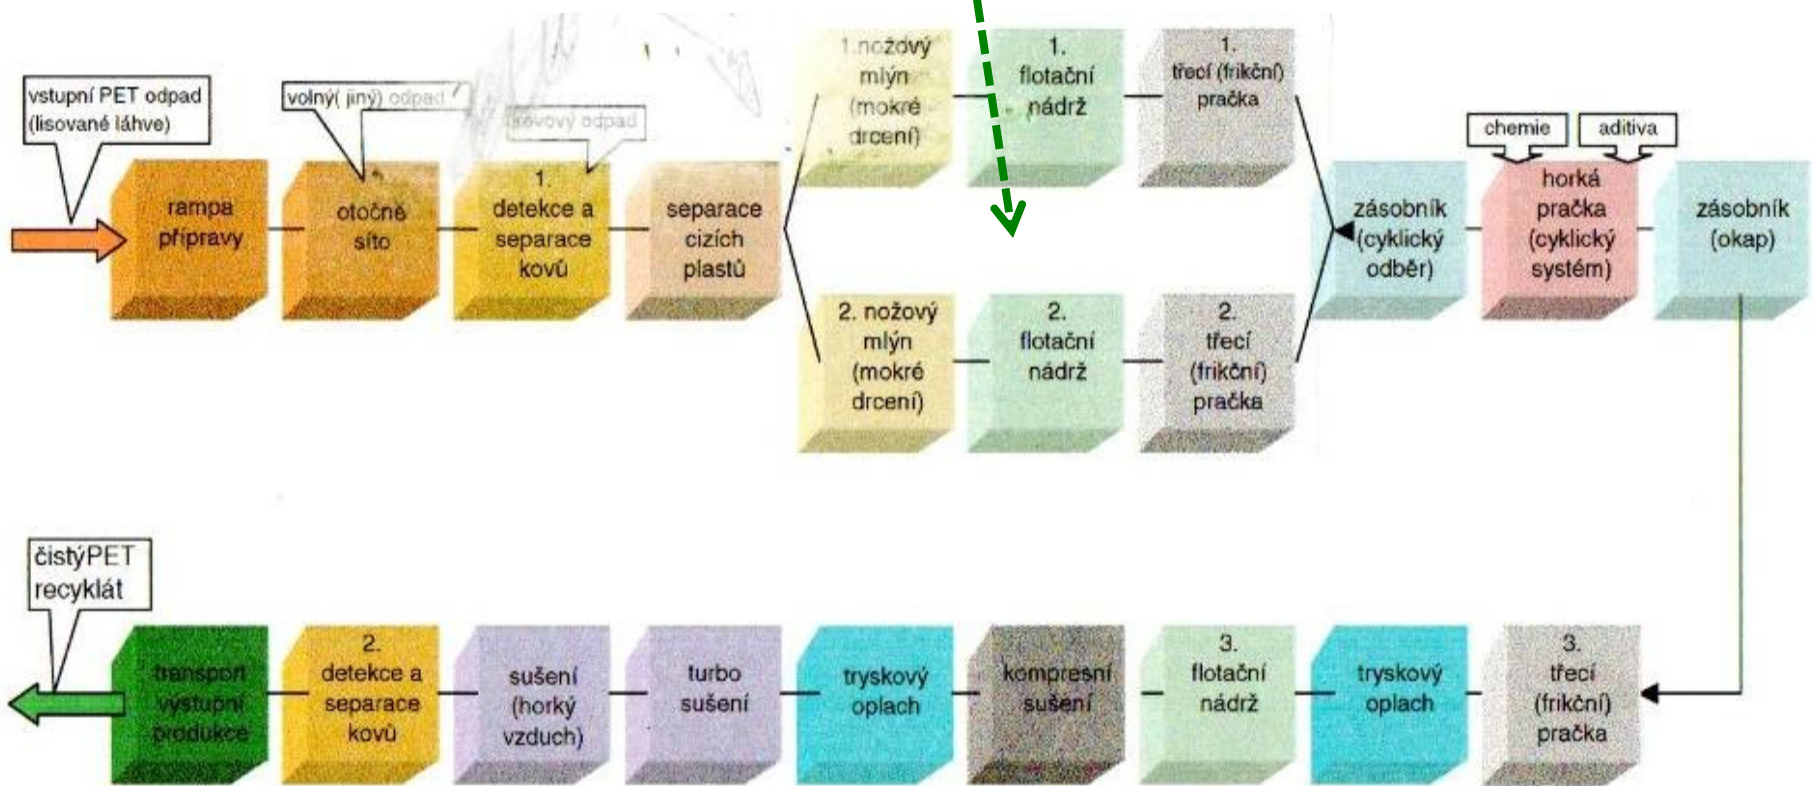 vstupní PET odpad
(lisované láhve)
volný( jiný) odpad
kovový odpad
rampa
přípravy
otočné
síto
1.
detekce a
separace
kovů
separace
cizích
plastů
1.nožový
mlýn
(mokré
drcení)
1.
flotační
nádrž
1.
třecí (frikční)
pračka
2. nožový
mlýn
(mokré
drcení)
2.
flotační
nádrž
2.
třecí
(frikční)
pračka
zásobník
(cyklický
odběr)
chemie
aditiva
horká
pračka
(cyklický
systém)
zásobník
(okap)
čistýPET
recyklát
transport
výstupní
produkce
2.
detekce a
separace
kovů
sušení
(horký
vzduch)
turbo
sušení
tryskový
oplach
kompresní
sušení
3.
flotační
nádrž
tryskový
oplach
3.
třecí
(frikční)
pračka